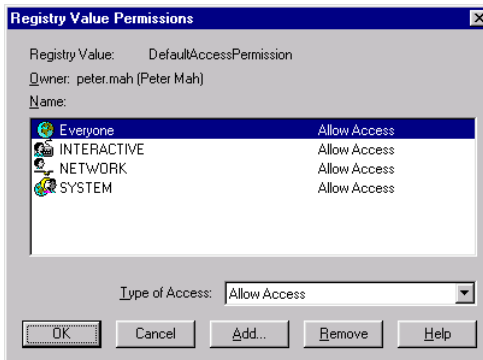 Registry Value Permissions
Registry Value: DefaultAccessPermission
Owner: peter.mah (Peter Mah)
Name:
Everyone Allow Access
INTERACTIVE Allow Access
NETWORK Allow Access
SYSTEM Allow Access
Type of Access: Allow Access
OK Cancel Add... Remove Help